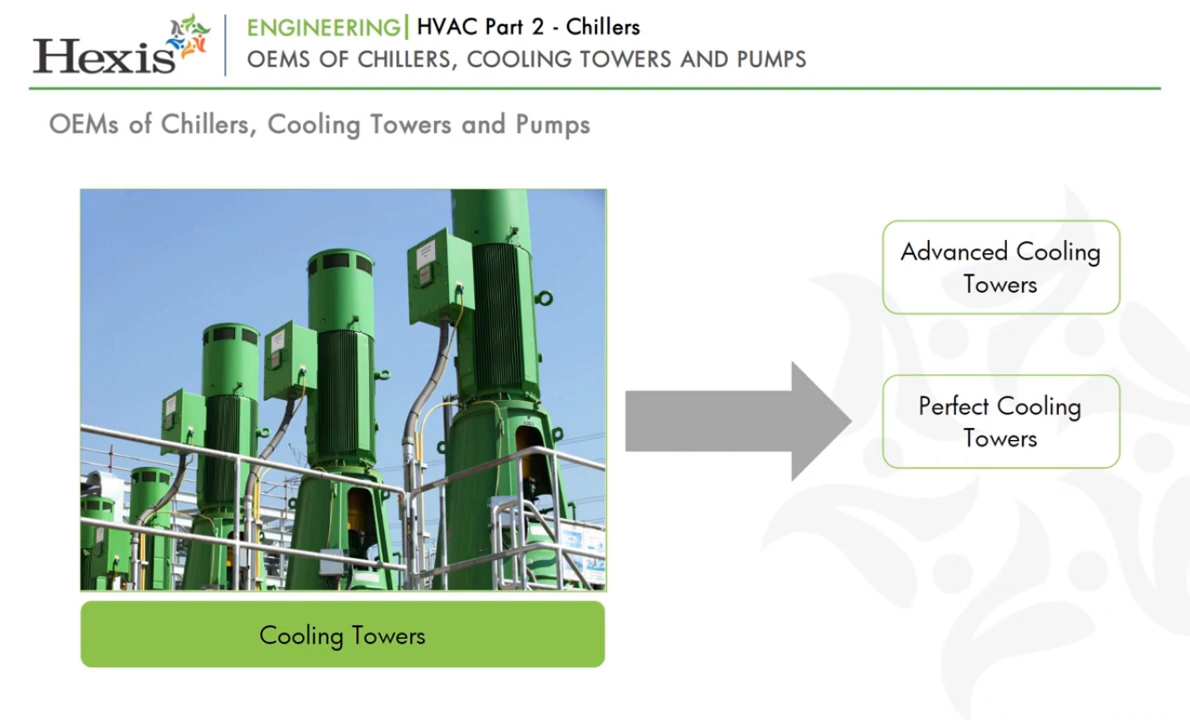 Hexis
ENGINEERING| HVAC Part 2 - Chillers
OEMS OF CHILLERS, COOLING TOWERS AND PUMPS
OEMs of Chillers, Cooling Towers and Pumps
Advanced Cooling
Towers
Perfect Cooling
Towers
Cooling Towers